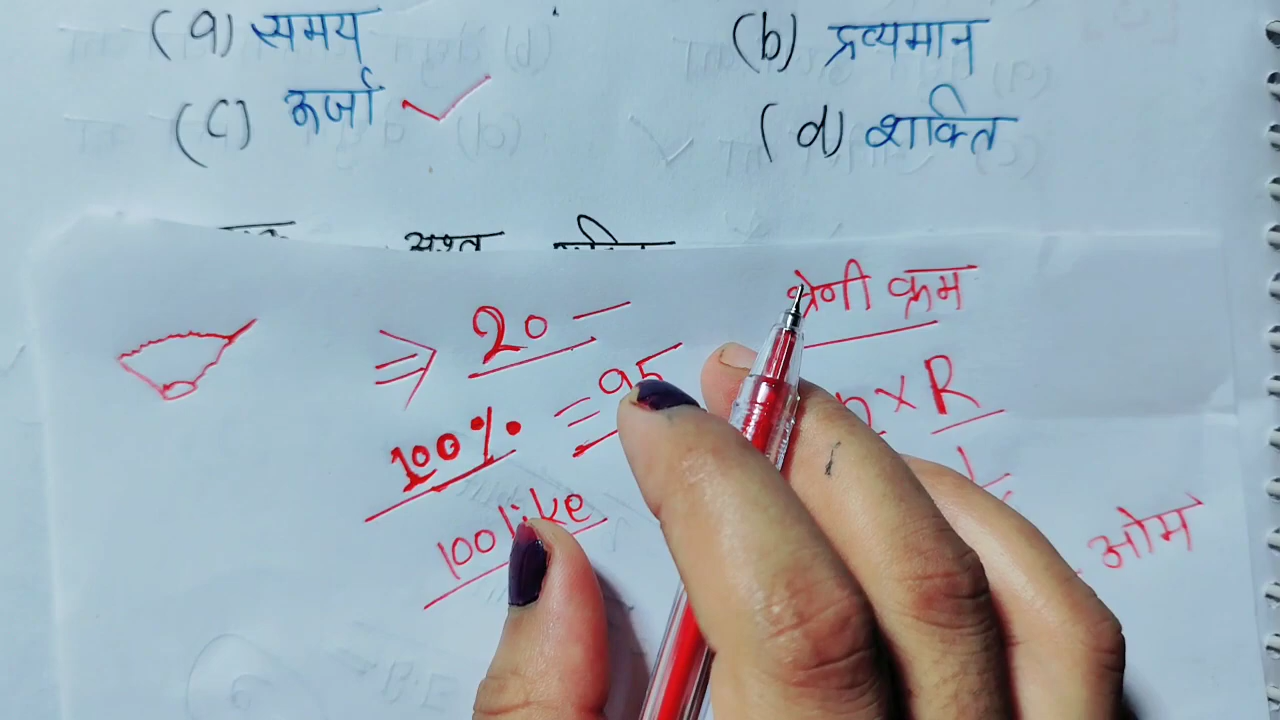 (a) समय (b) द्रव्यमान
(c) ऊर्जा (d) शक्ति
⇒ 20 – श्रेणी क्रम
100% = 95 n × R
100 like
ओम